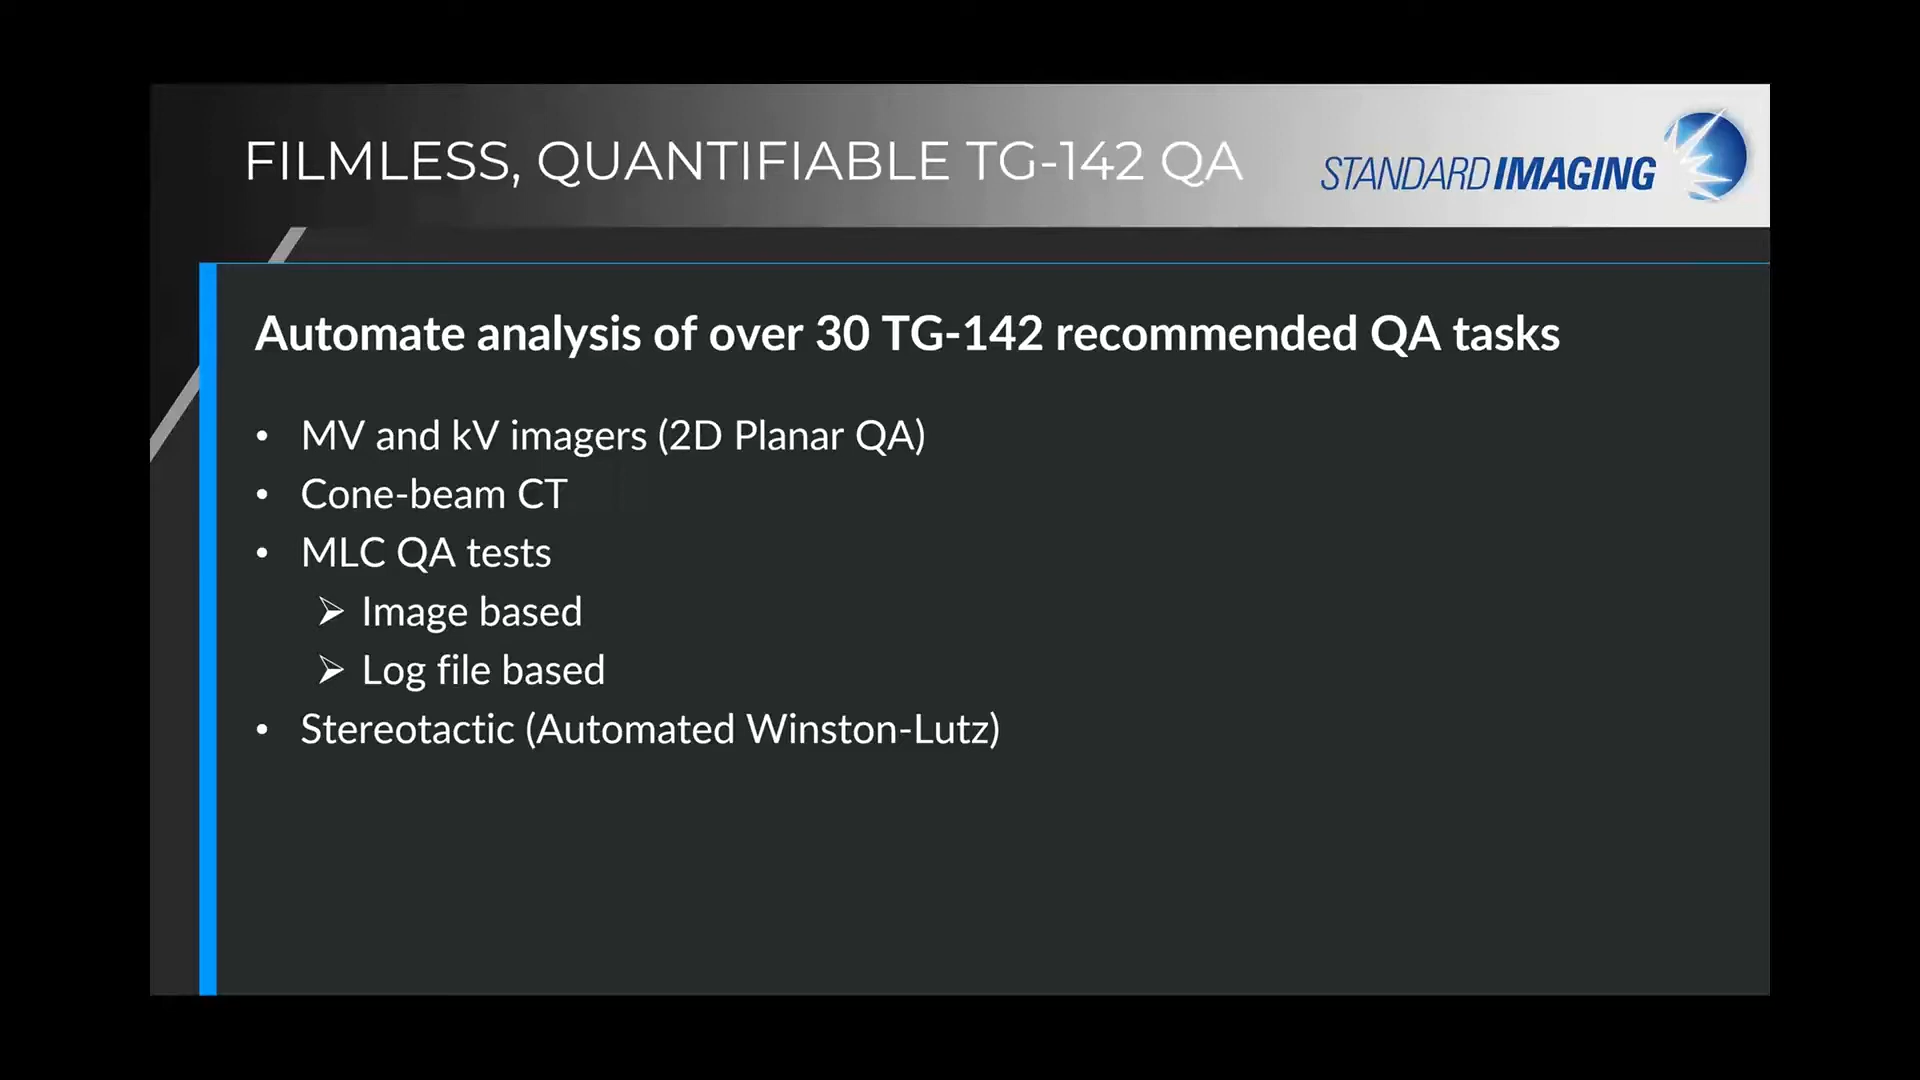 FILMLESS, QUANTIFIABLE TG-142 QA
STANDARD IMAGING
Automate analysis of over 30 TG-142 recommended QA tasks
• MV and kV imagers (2D Planar QA)
• Cone-beam CT
• MLC QA tests
➢ Image based
➢ Log file based
• Stereotactic (Automated Winston-Lutz)